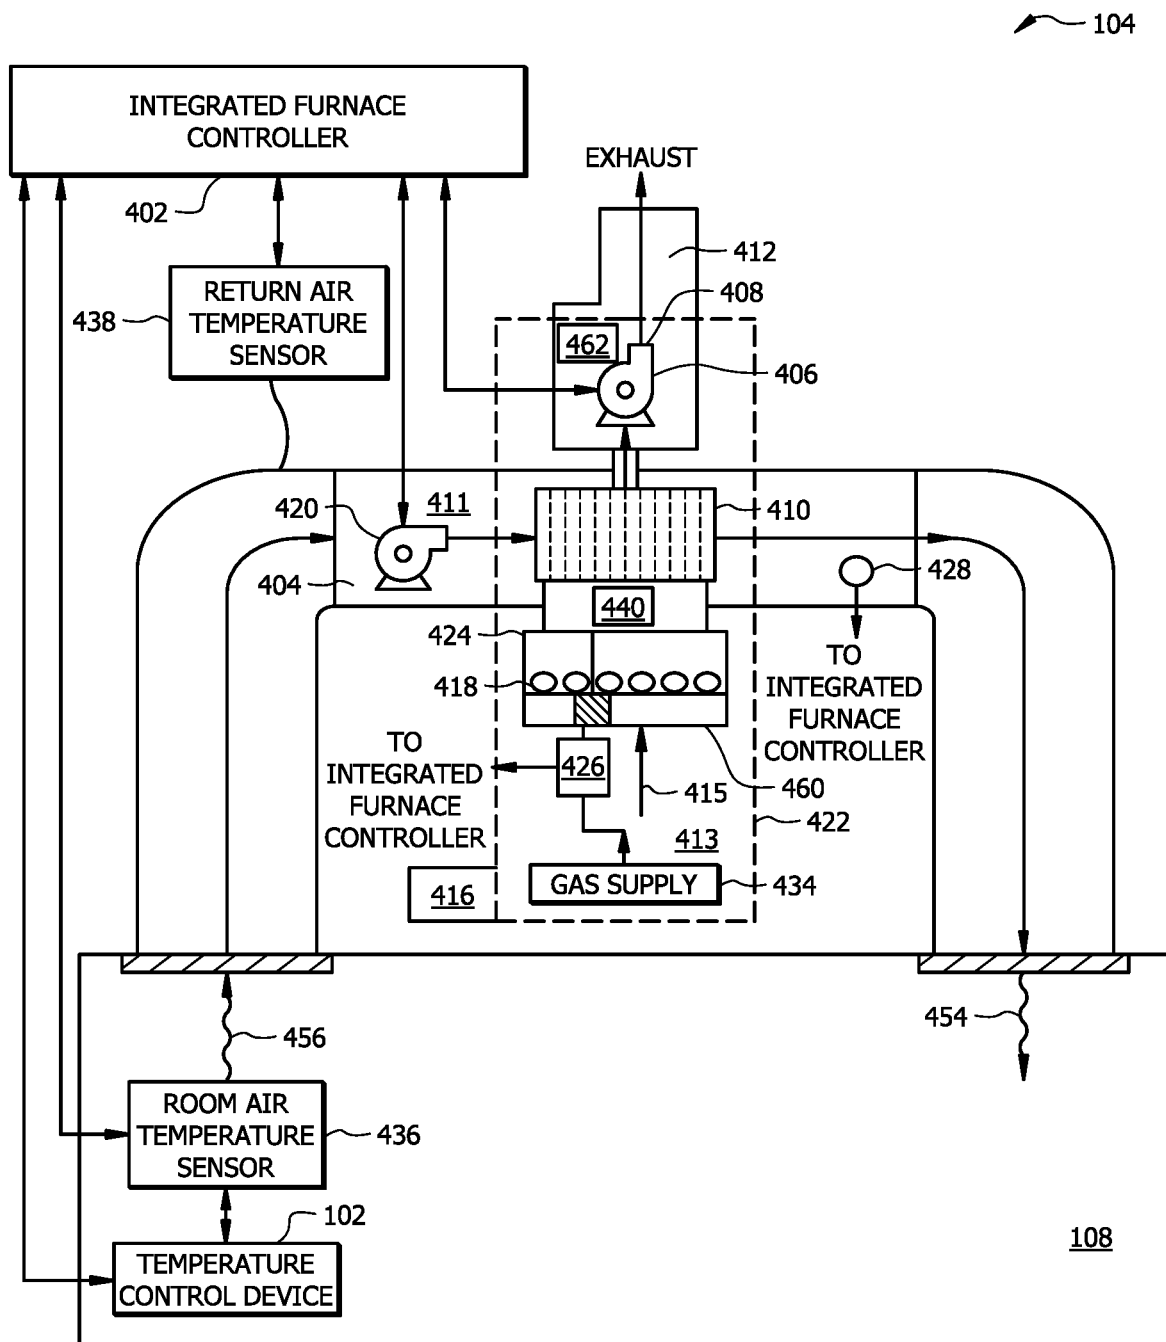 104
INTEGRATED FURNACE
CONTROLLER
402
EXHAUST
412
408
RETURN AIR
TEMPERATURE
SENSOR
438
462
406
420
411
410
404
440
428
424
418
TO
INTEGRATED
FURNACE
CONTROLLER
TO
INTEGRATED
FURNACE
CONTROLLER
426
415
460
422
413
416
GAS SUPPLY
434
456
454
ROOM AIR
TEMPERATURE
SENSOR
436
102
TEMPERATURE
CONTROL DEVICE
108